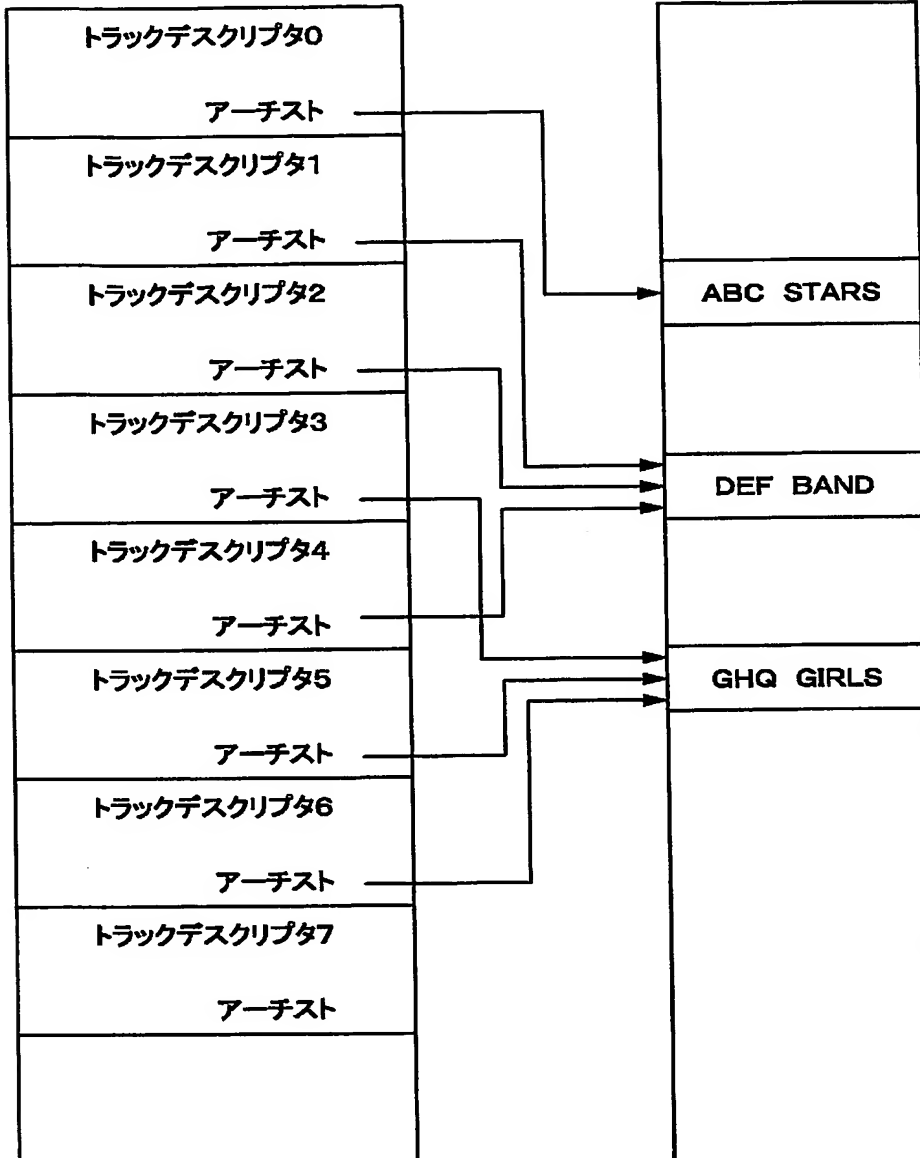 トラックデスクリプタ0
アーチスト
トラックデスクリプタ1
アーチスト
トラックデスクリプタ2
アーチスト
トラックデスクリプタ3
アーチスト
トラックデスクリプタ4
アーチスト
トラックデスクリプタ5
アーチスト
トラックデスクリプタ6
アーチスト
トラックデスクリプタ7
アーチスト
ABC STARS
DEF BAND
GHQ GIRLS